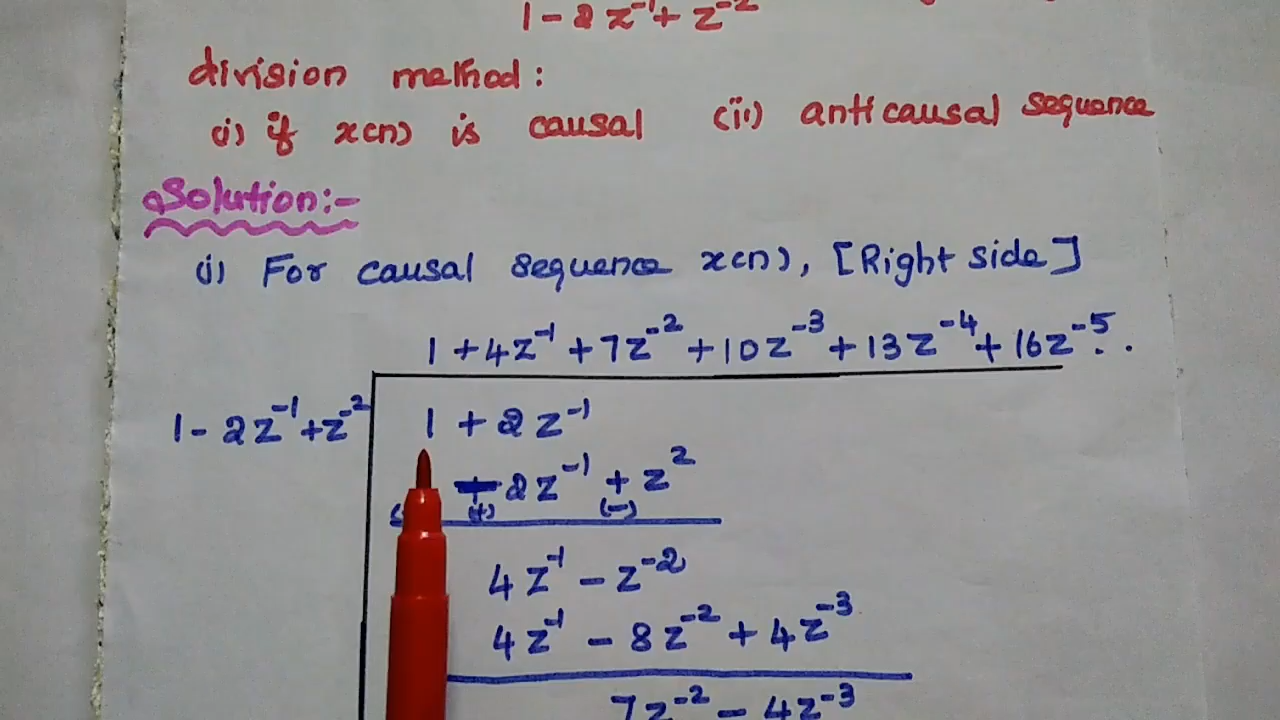 1 - 2z⁻¹ + z⁻²
division method:
(i) if x(n) is causal (ii) anticausal sequence
Solution:-
(i) For causal sequence x(n), [Right side]
1 + 4z⁻¹ + 7z⁻² + 10z⁻³ + 13z⁻⁴ + 16z⁻⁵ . .
1 - 2z⁻¹ + z⁻² 1 + 2z⁻¹
2z⁻¹ + z²
(+) (-)
4z⁻¹ - z⁻²
4z⁻¹ - 8z⁻² + 4z⁻³
7z⁻² - 4z⁻³